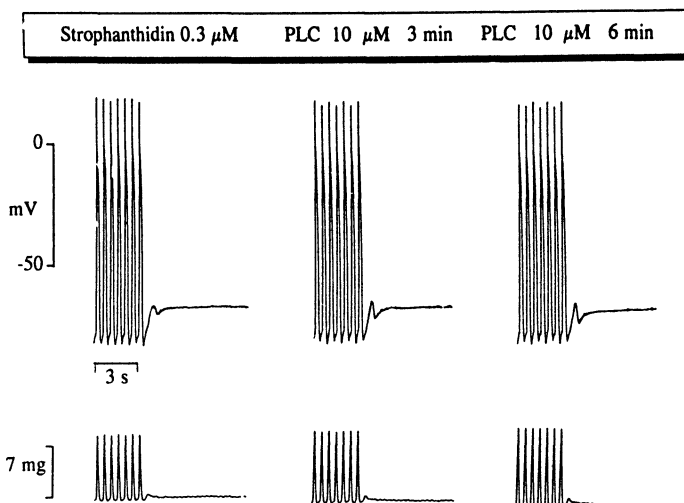 Strophanthidin 0.3 μM PLC 10 μM 3 min PLC 10 μM 6 min
0
mV
-50
3 s
7 mg